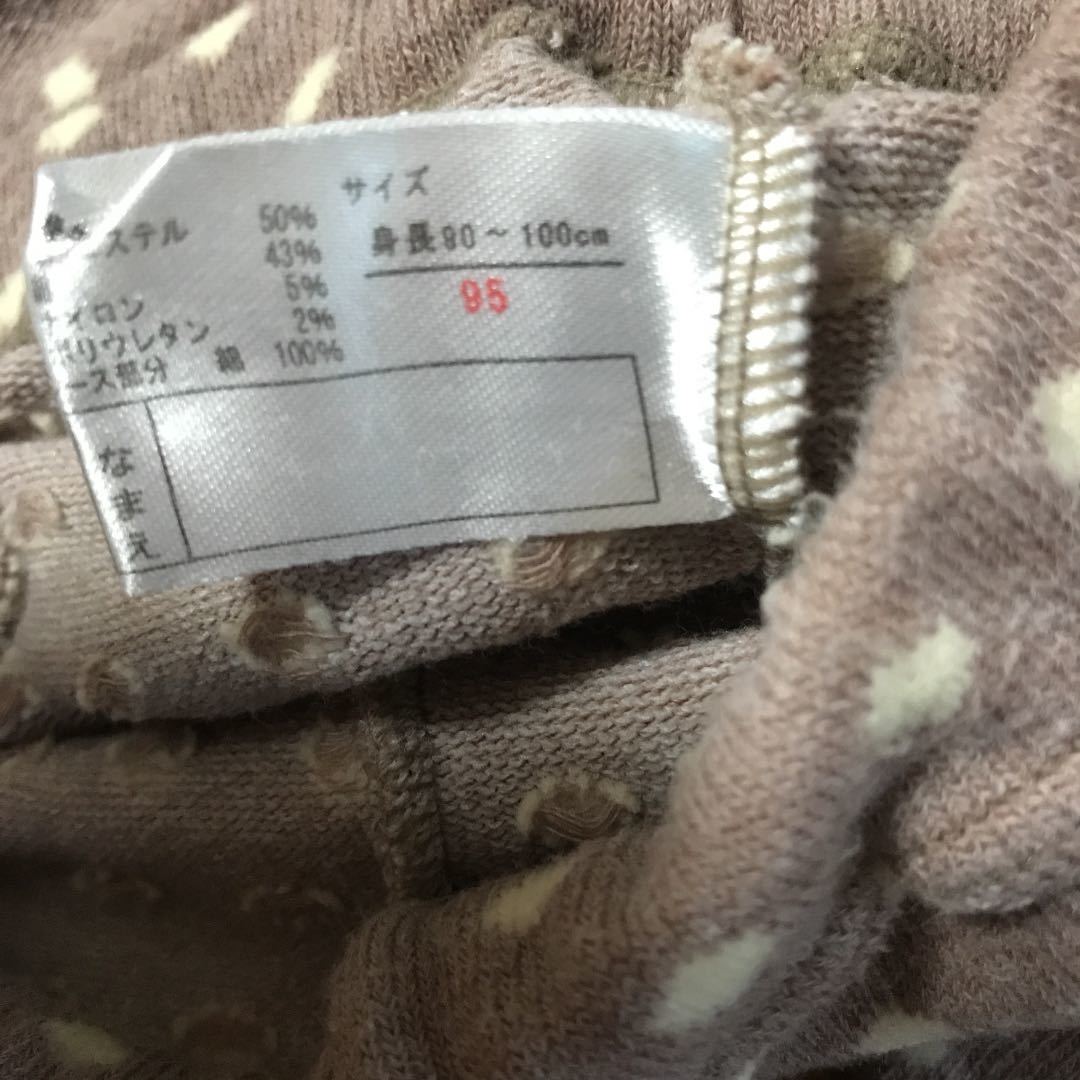 ステル 50%
43%
イロン 5%
リウレタン 2%
ース部分 綿 100%
サイズ
身長90～100cm
95
なまえ